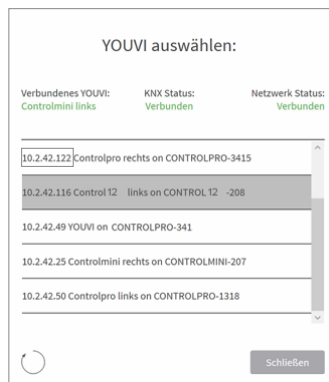 YOUVI auswählen:
Verbundenes YOUVI: KNX Status: Netzwerk Status:
Controlmini links Verbunden Verbunden
10.2.42.122 Controlpro rechts on CONTROLPRO-3415
10.2.42.116 Control 12 links on CONTROL 12 -208
10.2.42.49 YOUVI on CONTROLPRO-341
10.2.42.25 Controlmini rechts on CONTROLMINI-207
10.2.42.50 Controlpro links on CONTROLPRO-1318
Schließen